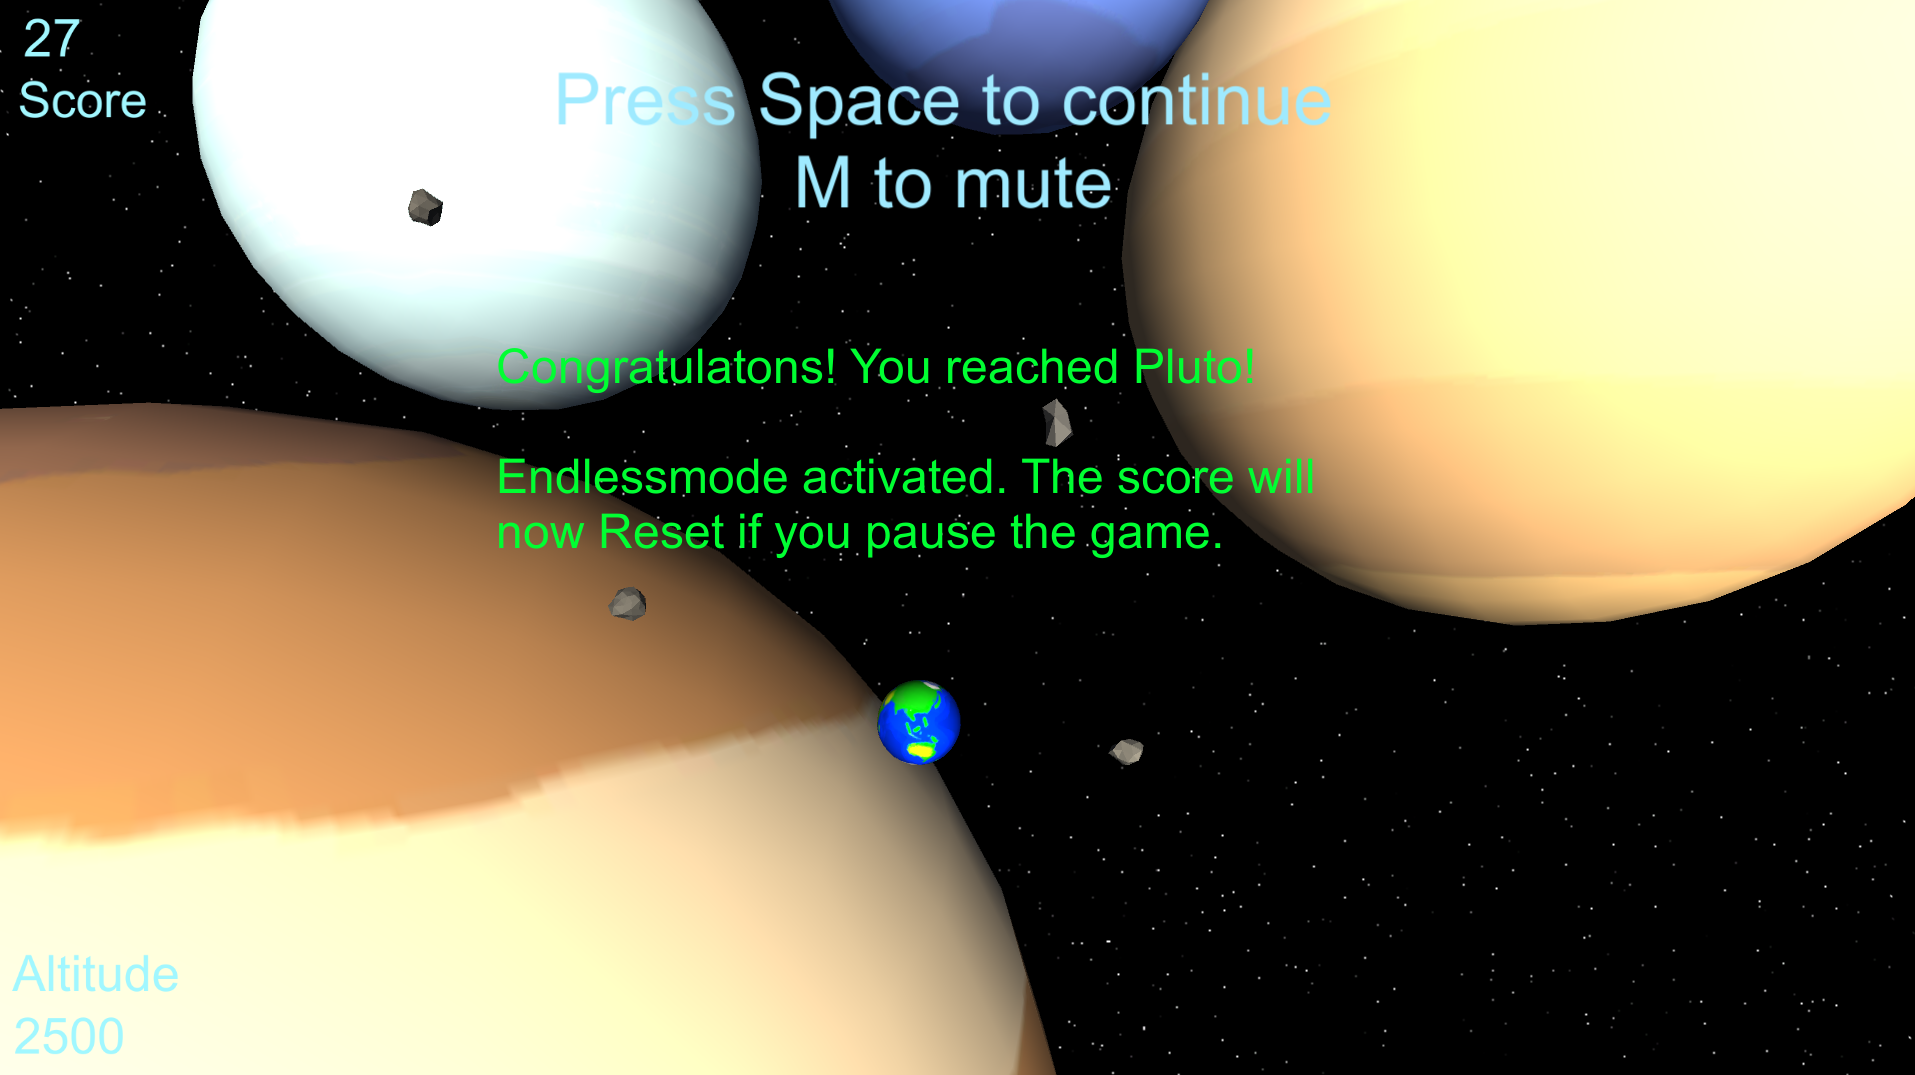 27
Score
Press Space to continue
M to mute
Congratulatons! You reached Pluto!
Endlessmode activated. The score will
now Reset if you pause the game.
Altitude
2500